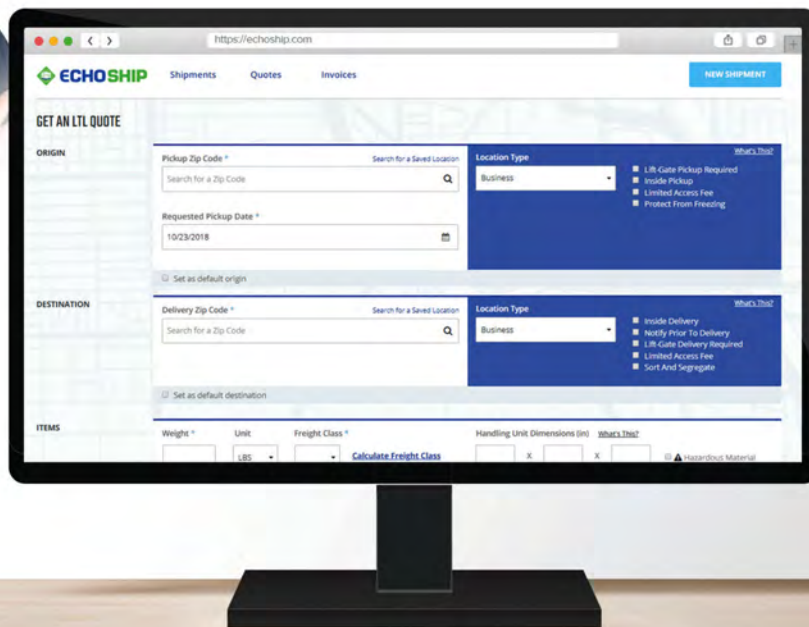 https://echoship.com
ECHOSHIP Shipments Quotes Invoices NEW SHIPMENT
GET AN LTL QUOTE
ORIGIN
Pickup Zip Code * Search for a Saved Location
Search for a Zip Code
Requested Pickup Date *
10/23/2018
Location Type
Business
What's This?
Lift-Gate Pickup Required
Inside Pickup
Limited Access Fee
Protect From Freezing
Set as default origin
DESTINATION
Delivery Zip Code * Search for a Saved Location
Search for a Zip Code
Location Type
Business
What's This?
Inside Delivery
Notify Prior To Delivery
Lift-Gate Delivery Required
Limited Access Fee
Sort And Segregate
Set as default destination
ITEMS
Weight * Unit Freight Class * Handling Unit Dimensions (in) What's This?
LBS Calculate Freight Class X X Hazardous Material